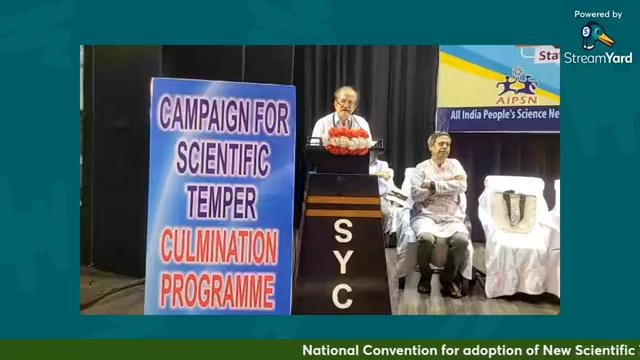 Powered by
StreamYard
CAMPAIGN FOR
SCIENTIFIC
TEMPER
CULMINATION
PROGRAMME
SYC
AIPSN
All India People's Science
National Convention for adoption of New Scientific